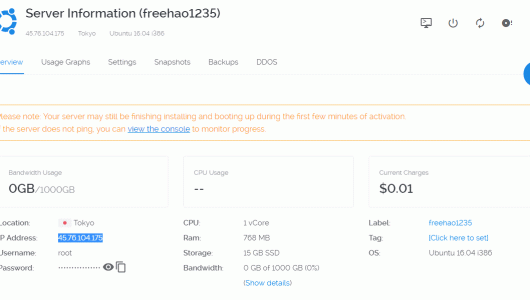 Server Information (freehao1235)
45.76.104.175 Tokyo Ubuntu 16.04 i386
Overview Usage Graphs Settings Snapshots Backups DDOS
Please note: Your server may still be finishing installing and booting up during the first few minutes of activation
If the server does not ping, you can view the console to monitor progress.
Bandwidth Usage CPU Usage Current Charges
0GB/1000GB -- $0.01
Location: Tokyo CPU: 1 vCore Label: freehao1235
IP Address: 45.76.104.175 Ram: 768 MB Tag: [Click here to set]
Username: root Storage: 15 GB SSD OS: Ubuntu 16.04 i386
Password: ················ Bandwidth: 0 GB of 1000 GB (0%)
(Show details)